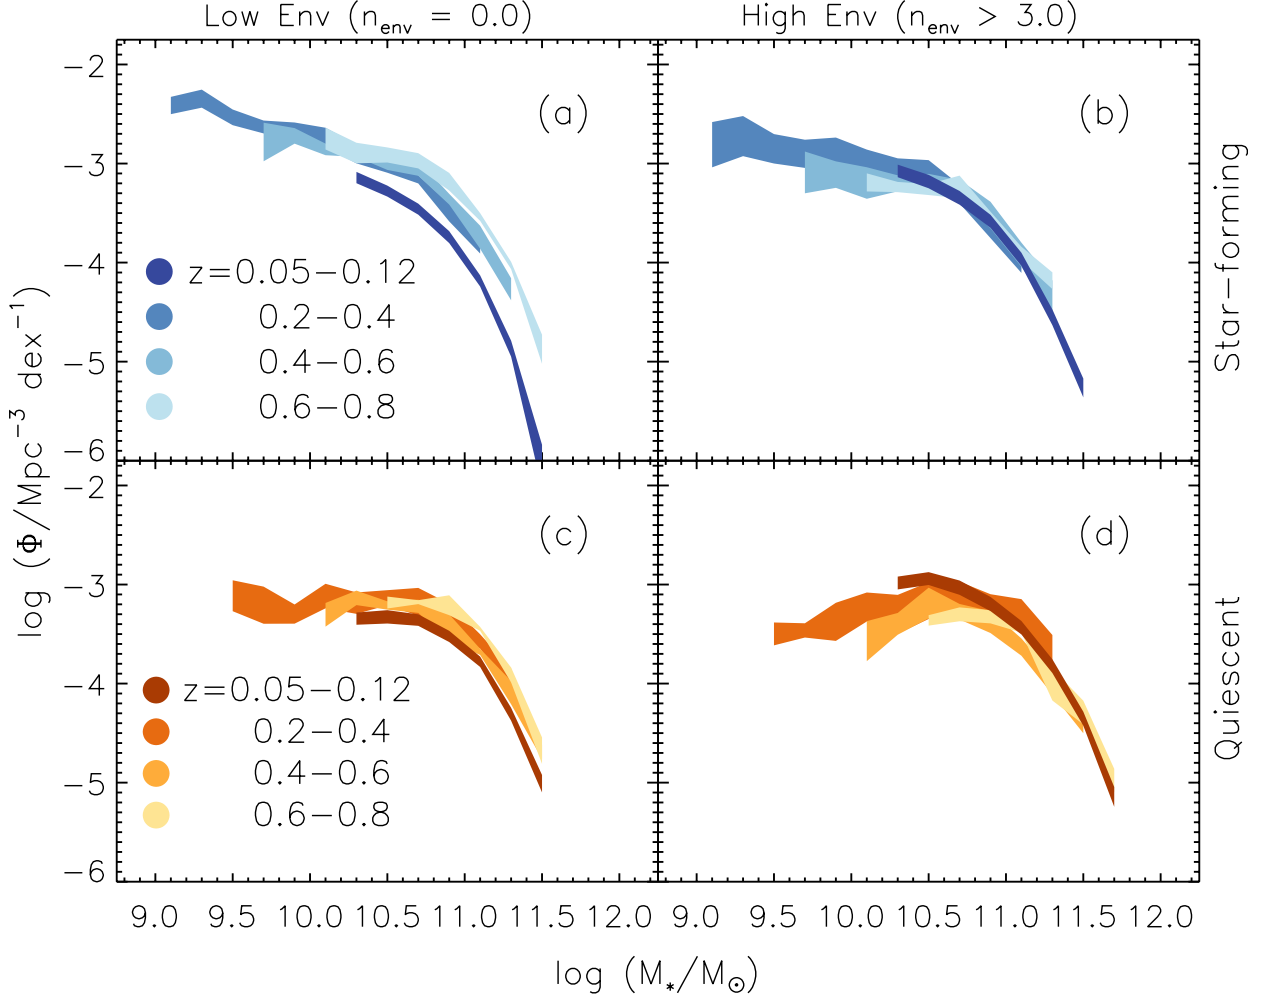 Low Env (n_env = 0.0)
High Env (n_env > 3.0)
(a)
(b)
−2
−3
−4
−5
−6
z=0.05−0.12
0.2−0.4
0.4−0.6
0.6−0.8
Star−forming
log (Φ/Mpc⁻³ dex⁻¹)
(c)
(d)
−2
−3
−4
−5
−6
z=0.05−0.12
0.2−0.4
0.4−0.6
0.6−0.8
Quiescent
9.0 9.5 10.0 10.5 11.0 11.5 12.0
9.0 9.5 10.0 10.5 11.0 11.5 12.0
log (M_*/M_⊙)